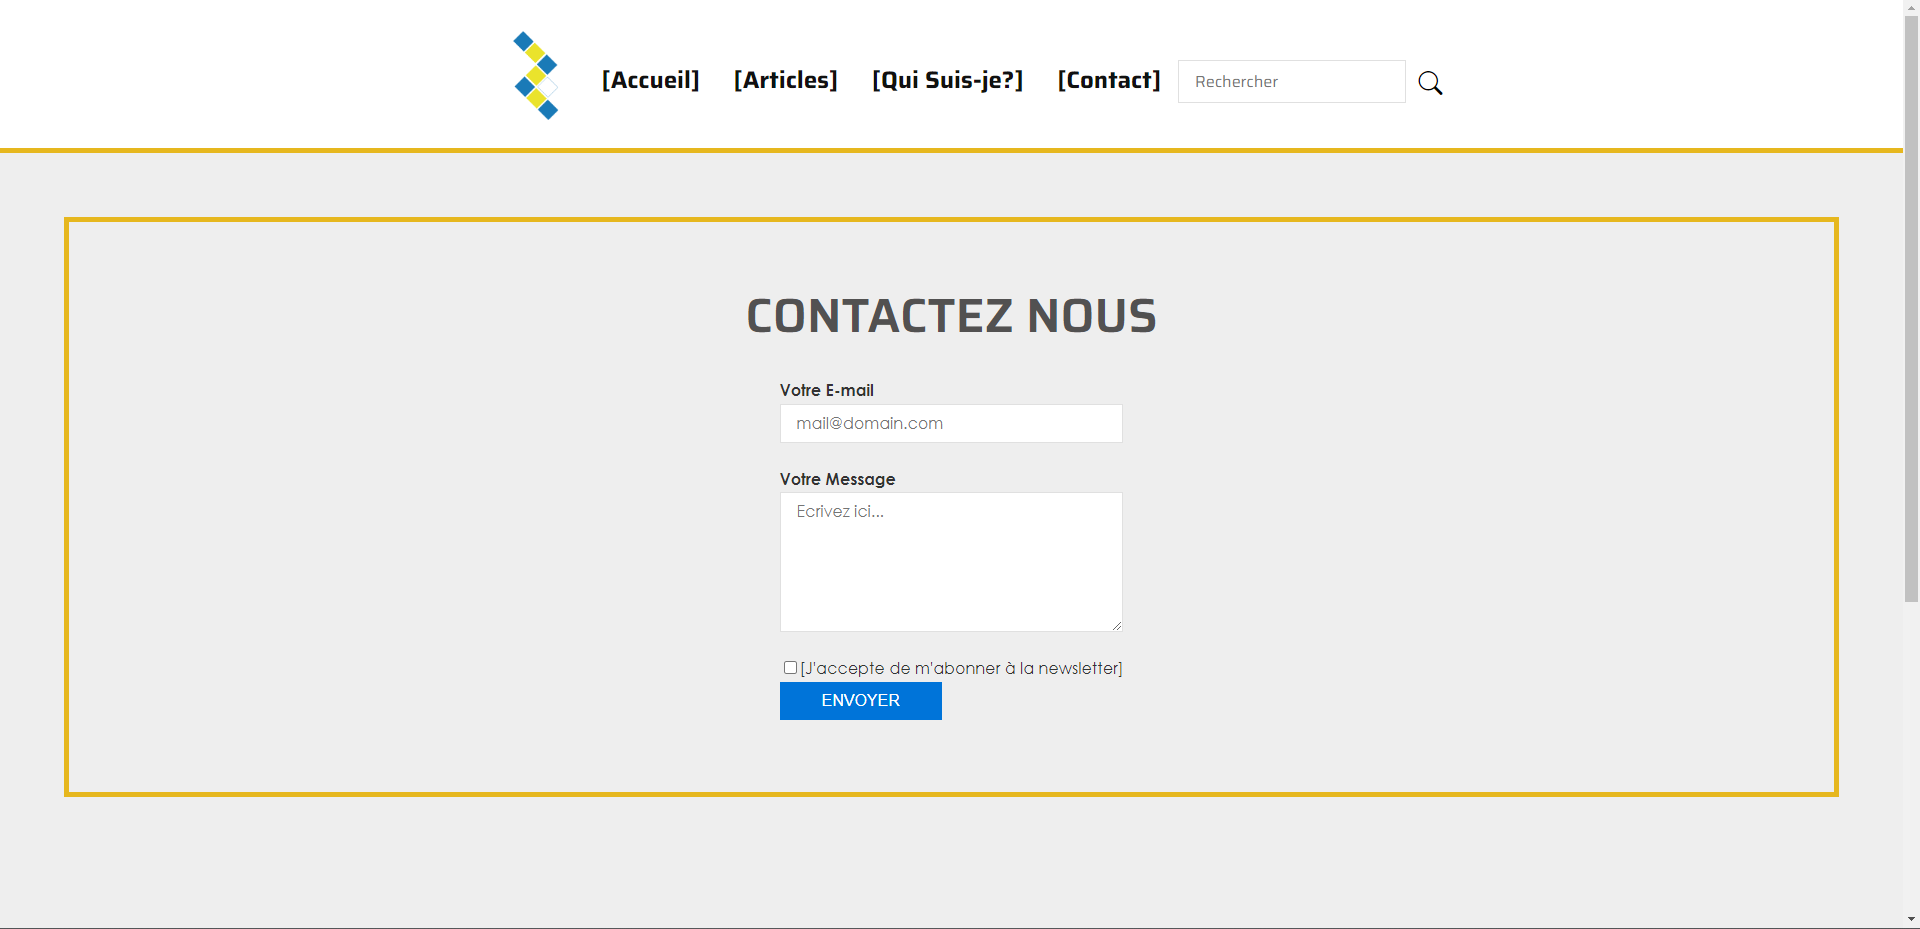 [Accueil] [Articles] [Qui Suis-je?] [Contact] Rechercher
CONTACTEZ NOUS
Votre E-mail
mail@domain.com
Votre Message
Ecrivez ici...
[J'accepte de m'abonner à la newsletter]
ENVOYER